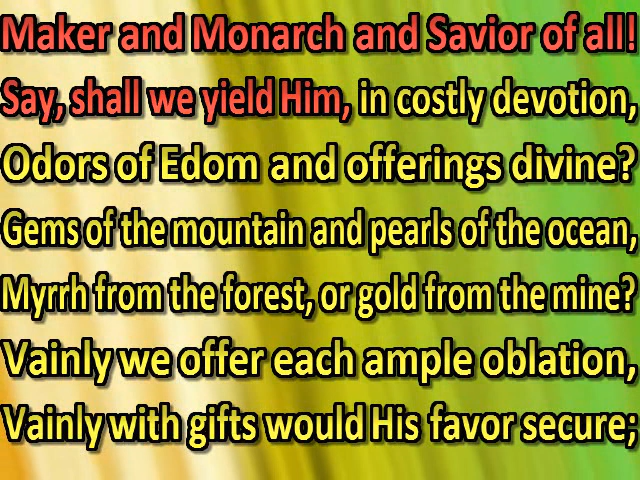 Maker and Monarch and Savior of all!
Say, shall we yield Him, in costly devotion,
Odors of Edom and offerings divine?
Gems of the mountain and pearls of the ocean,
Myrrh from the forest, or gold from the mine?
Vainly we offer each ample oblation,
Vainly with gifts would His favor secure;